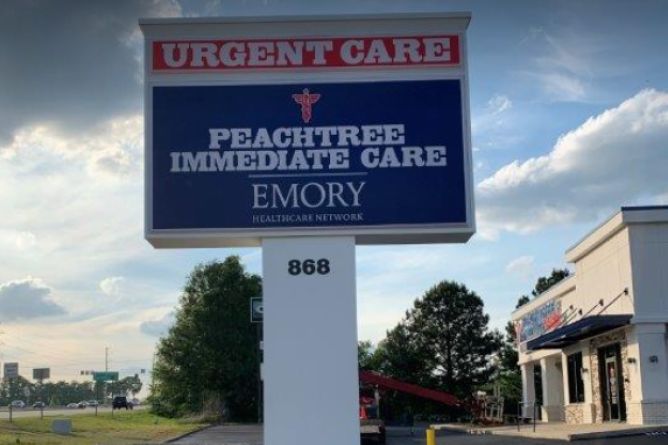 URGENT CARE
PEACHTREE
IMMEDIATE CARE
EMORY
HEALTHCARE NETWORK
868